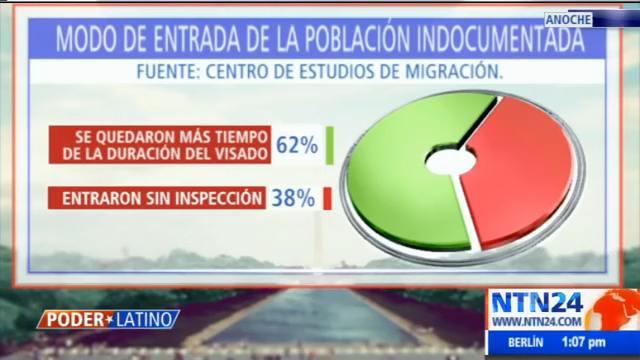 ANOCHE
MODO DE ENTRADA DE LA POBLACIÓN INDOCUMENTADA
FUENTE: CENTRO DE ESTUDIOS DE MIGRACIÓN.
SE QUEDARON MÁS TIEMPO
DE LA DURACIÓN DEL VISADO 62%
ENTRARON SIN INSPECCIÓN 38%
PODER★LATINO
NTN24
WWW.NTN24.COM
BERLÍN 1:07 pm